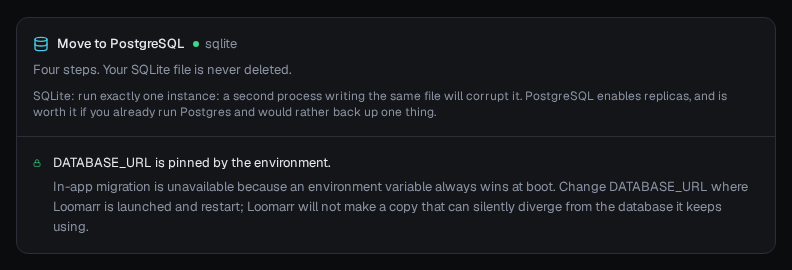 Move to PostgreSQL sqlite
Four steps. Your SQLite file is never deleted.
SQLite: run exactly one instance: a second process writing the same file will corrupt it. PostgreSQL enables replicas, and is
worth it if you already run Postgres and would rather back up one thing.
DATABASE_URL is pinned by the environment.
In-app migration is unavailable because an environment variable always wins at boot. Change DATABASE_URL where
Loomarr is launched and restart; Loomarr will not make a copy that can silently diverge from the database it keeps
using.